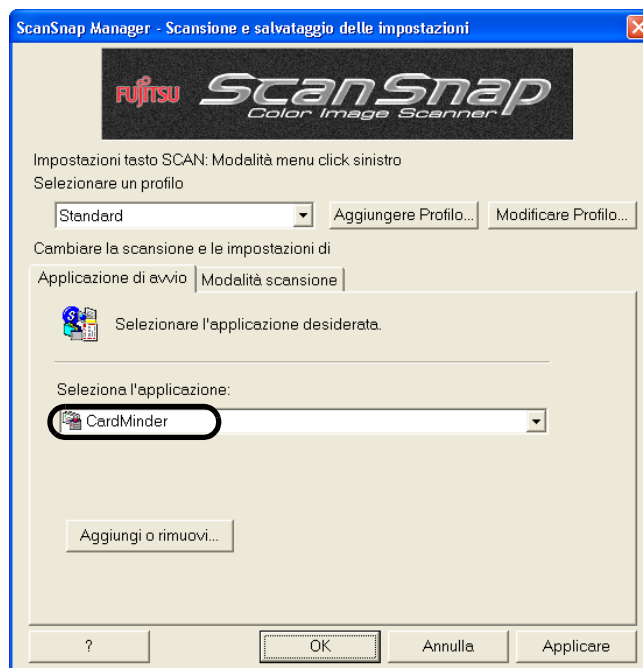 ScanSnap Manager - Scansione e salvataggio delle impostazioni
FUJITSU ScanSnap
Color Image Scanner
Impostazioni tasto SCAN: Modalità menu click sinistro
Selezionare un profilo
Standard Aggiungere Profilo... Modificare Profilo...
Cambiare la scansione e le impostazioni di
Applicazione di avvio Modalità scansione
Selezionare l'applicazione desiderata.
Seleziona l'applicazione:
CardMinder
Aggiungi o rimuovi...
? OK Annulla Applicare